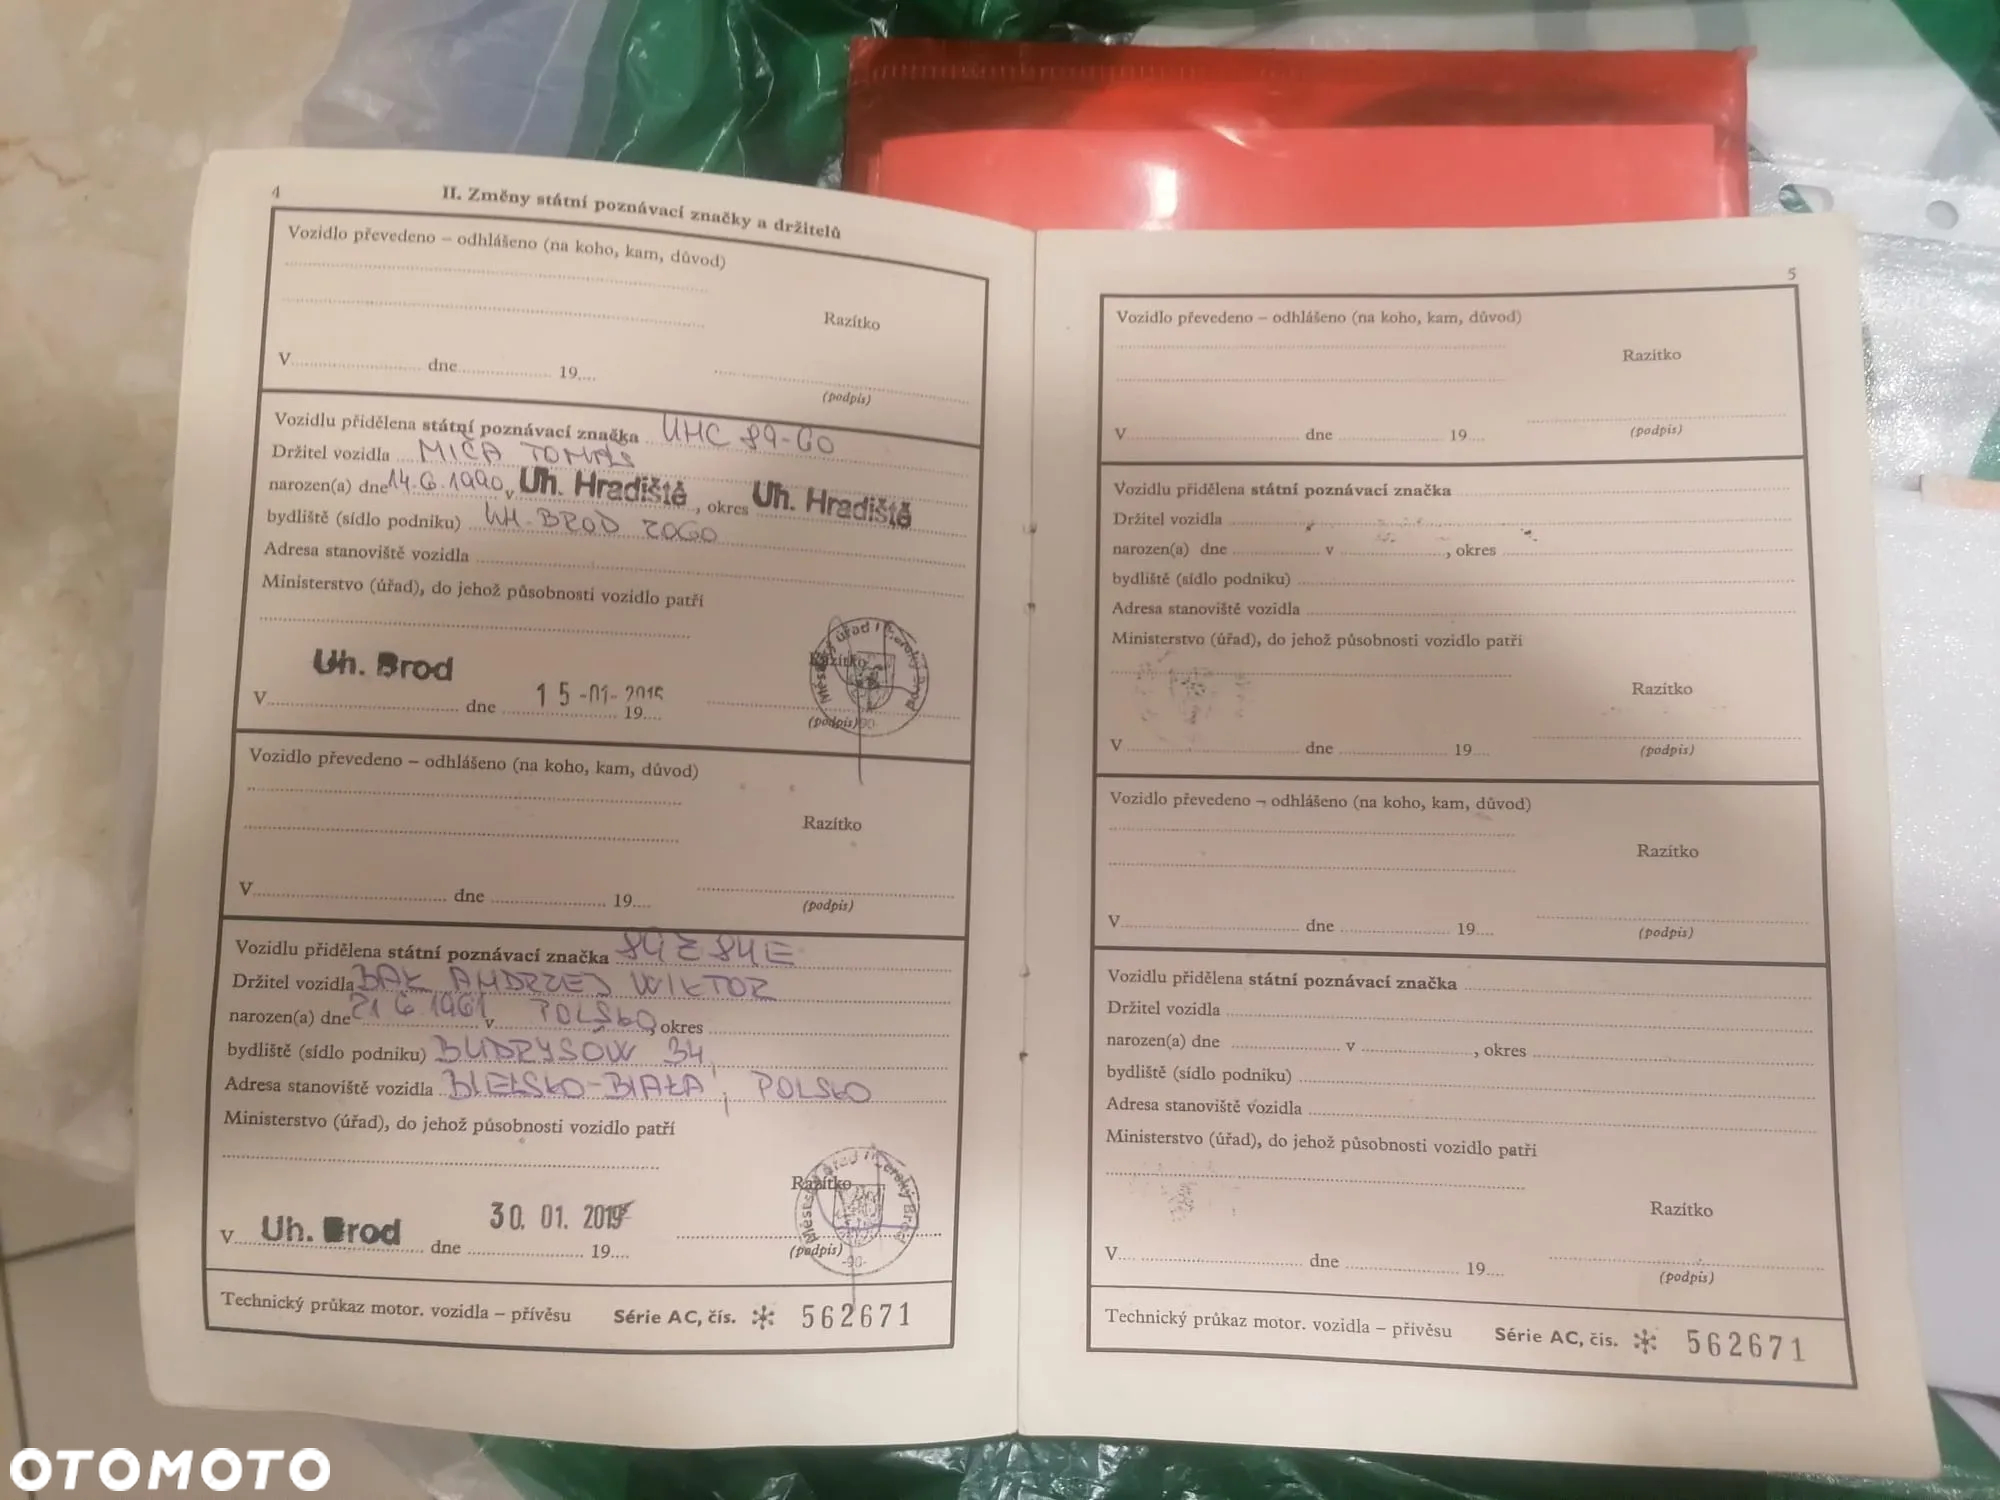 4
II. Změny státní poznávací značky a držitelů
Vozidlo převedeno – odhlášeno (na koho, kam, důvod)
Razítko
V dne 19
(podpis)
Vozidlu přidělena státní poznávací značka UHC 89-60
Držitel vozidla MIČA TOMÁŠ
narozen(a) dne 14.6.1990 v Uh. Hradiště, okres Uh. Hradiště
bydliště (sídlo podniku) UH. BROD 2060
Adresa stanoviště vozidla
Ministerstvo (úřad), do jehož působnosti vozidlo patří
Razítko
Uh. Brod
V dne 15-01-2015 19
(podpis)
Vozidlo převedeno – odhlášeno (na koho, kam, důvod)
Razítko
V dne 19
(podpis)
Vozidlu přidělena státní poznávací značka
Držitel vozidla BAK ANDRZEJ WIKTOR
narozen(a) dne 21 6 1961 v POLSKO, okres
bydliště (sídlo podniku) BUDRYSÓW 34,
Adresa stanoviště vozidla BIELSKO-BIAŁA, POLSKO
Ministerstvo (úřad), do jehož působnosti vozidlo patří
Razítko
V Uh. Brod dne 30. 01. 2019 19
(podpis)
-90-
Technický průkaz motor. vozidla – přívěsu Série AC, čís. * 562671
5
Vozidlo převedeno – odhlášeno (na koho, kam, důvod)
Razítko
V dne 19
(podpis)
Vozidlu přidělena státní poznávací značka
Držitel vozidla
narozen(a) dne v , okres
bydliště (sídlo podniku)
Adresa stanoviště vozidla
Ministerstvo (úřad), do jehož působnosti vozidlo patří
Razítko
V dne 19
(podpis)
Vozidlo převedeno – odhlášeno (na koho, kam, důvod)
Razítko
V dne 19
(podpis)
Vozidlu přidělena státní poznávací značka
Držitel vozidla
narozen(a) dne v , okres
bydliště (sídlo podniku)
Adresa stanoviště vozidla
Ministerstvo (úřad), do jehož působnosti vozidlo patří
Razítko
V dne 19
(podpis)
Technický průkaz motor. vozidla – přívěsu Série AC, čís. * 562671
OTOMOTO